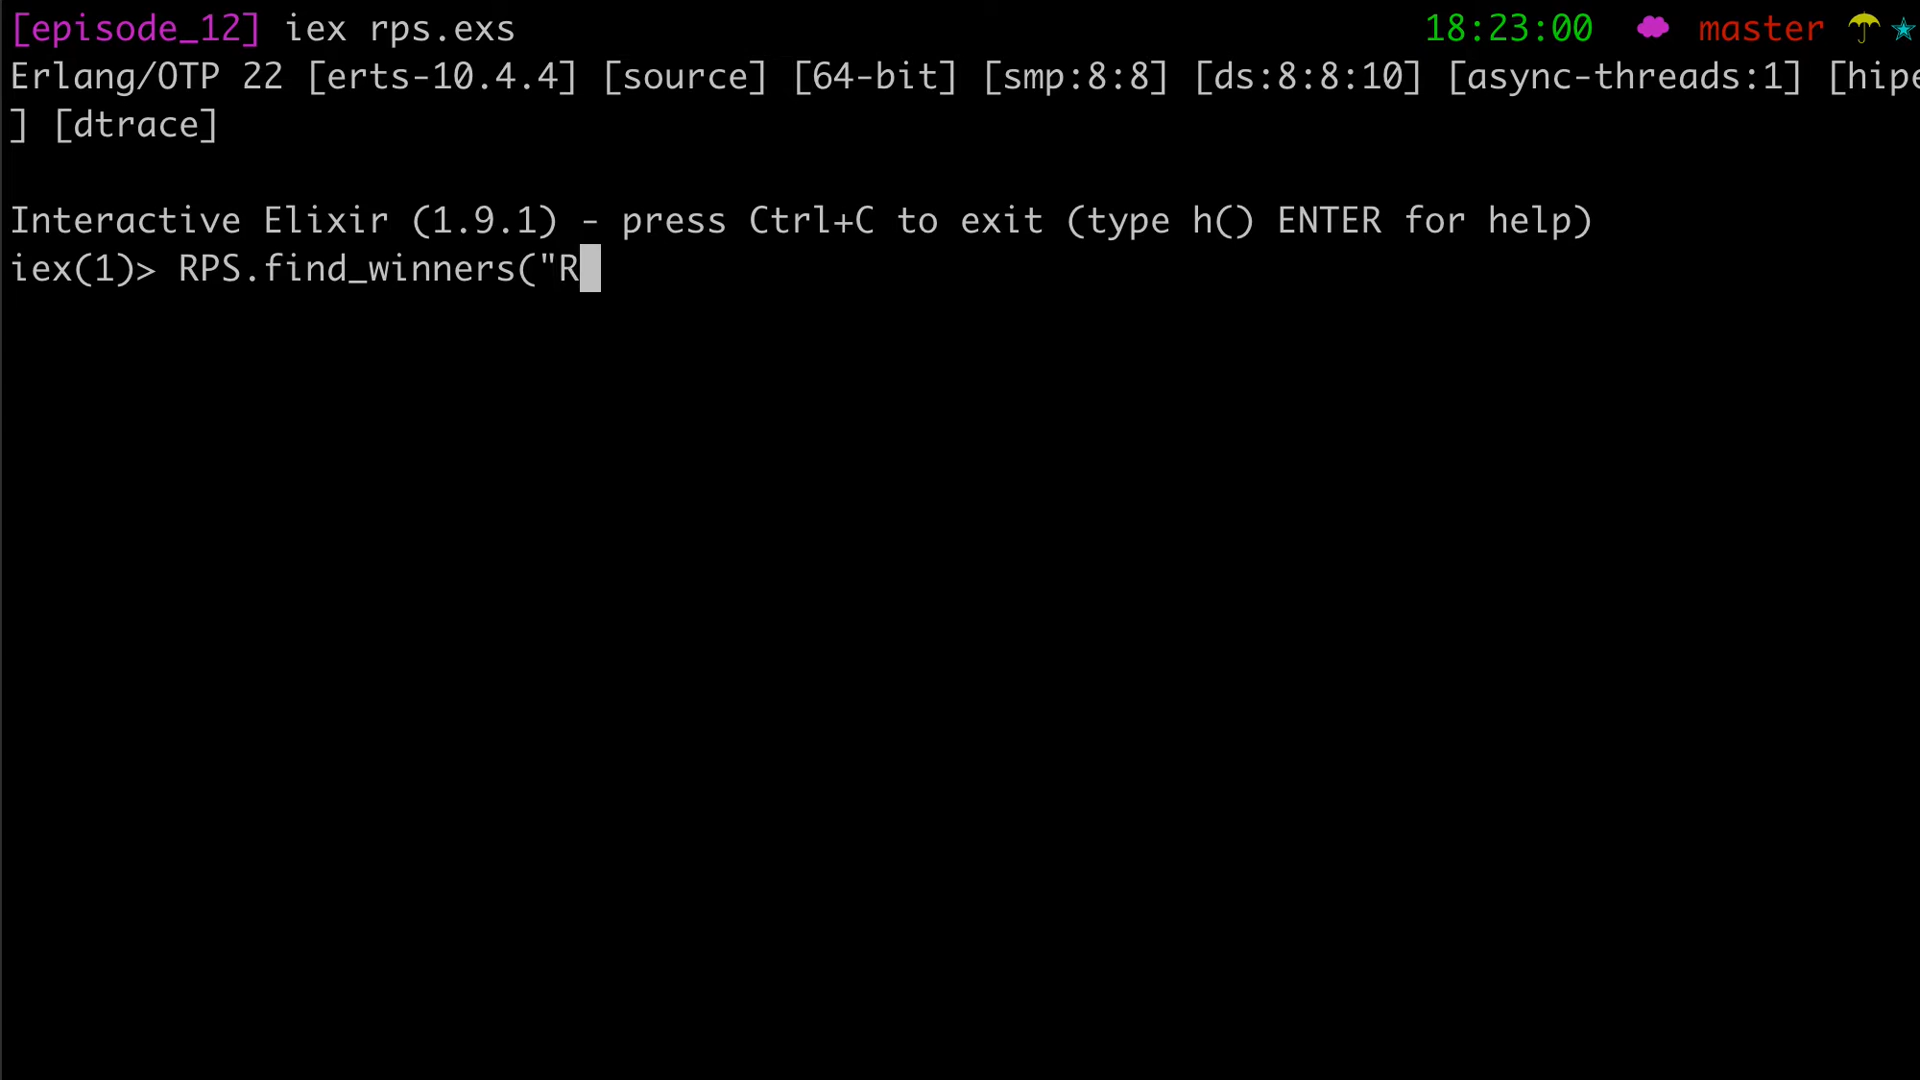 [episode_12] iex rps.exs 18:23:00 master
Erlang/OTP 22 [erts-10.4.4] [source] [64-bit] [smp:8:8] [ds:8:8:10] [async-threads:1] [hipe
] [dtrace]
Interactive Elixir (1.9.1) - press Ctrl+C to exit (type h() ENTER for help)
iex(1)> RPS.find_winners("R